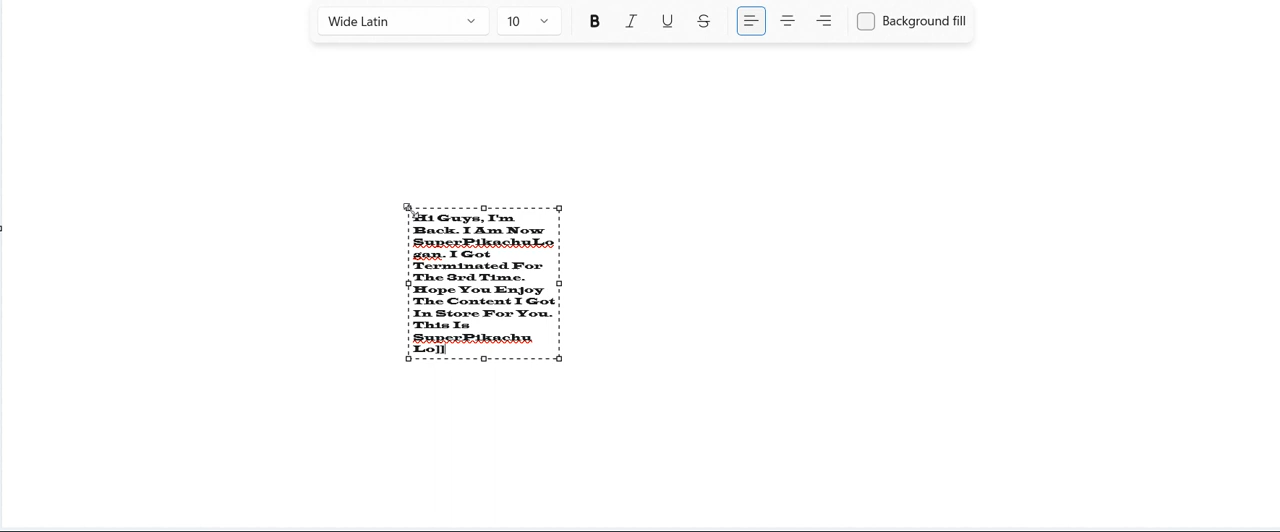 Wide Latin 10 B I U S Background fill
Hi Guys, I'm
Back. I Am Now
SuperPikachuLo
gan. I Got
Terminated For
The 3rd Time.
Hope You Enjoy
The Content I Got
In Store For You.
This Is
SuperPikachu
Lo]]